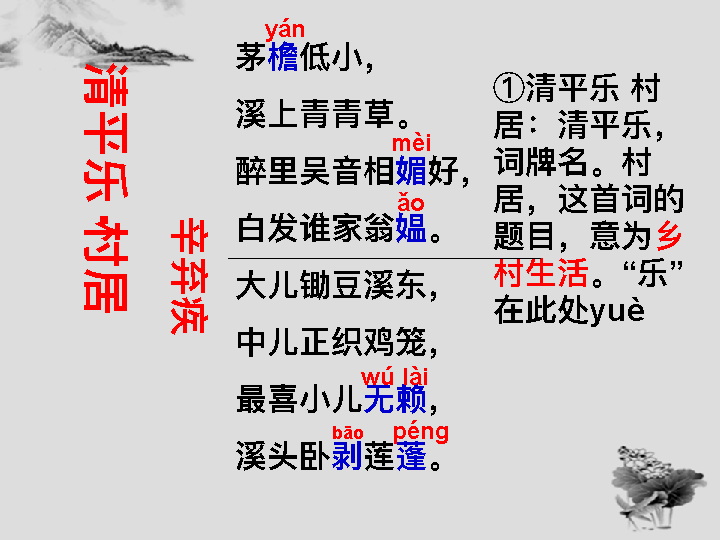 清平乐·村居
辛弃疾
yán
茅檐低小，
溪上青青草。
mèi
醉里吴音相媚好，
ǎo
白发谁家翁媪。
大儿锄豆溪东，
中儿正织鸡笼，
wú lài
最喜小儿无赖，
bāo péng
溪头卧剥莲蓬。
①清平乐 村
居：清平乐，
词牌名。村
居，这首词的
题目，意为乡
村生活。“乐”
在此处yuè